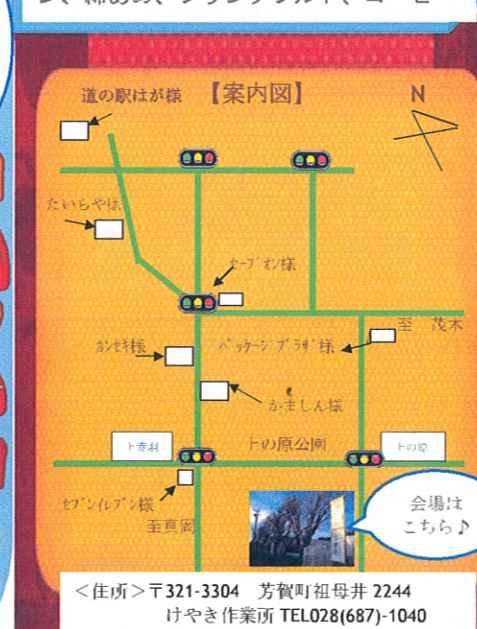 道の駅はが様
【案内図】
N
たいらや様
セーブオン様
カンセキ様
パッケージプラザ様
至 茂木
かましん様
上赤羽
上の原公園
上の原
セブンイレブン様
至真岡
会場は
こちら♪
<住所>〒321-3304 芳賀町祖母井 2244
けやき作業所 TEL028(687)-1040